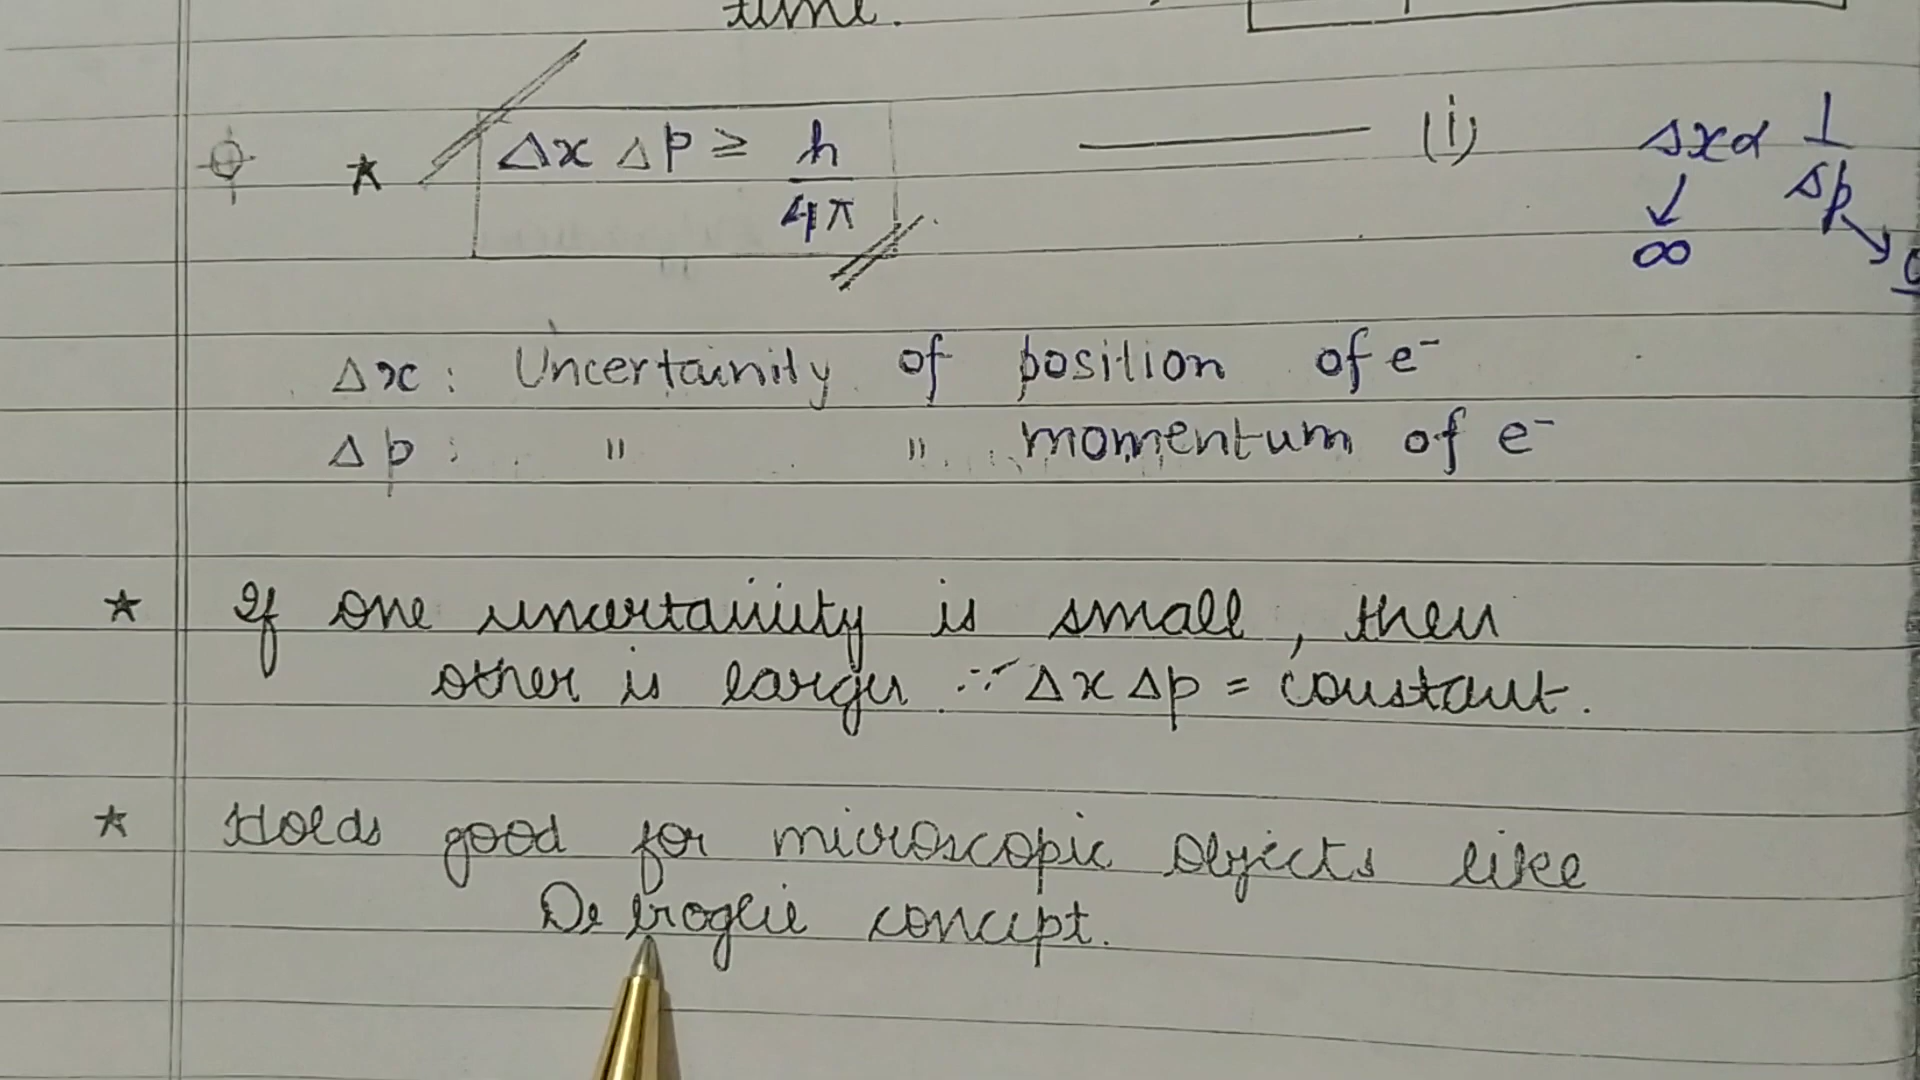 time.
★ Δx Δp ≥ h/4π ——— (i) Δx α 1/Δp
↓ ∞ ↘ 0
Δx : Uncertainity of position of e⁻
Δp : " " momentum of e⁻
★ If one uncertainity is small, then
other is larger ∵ Δx Δp = constant.
★ Holds good for microscopic objects like
De broglie concept.